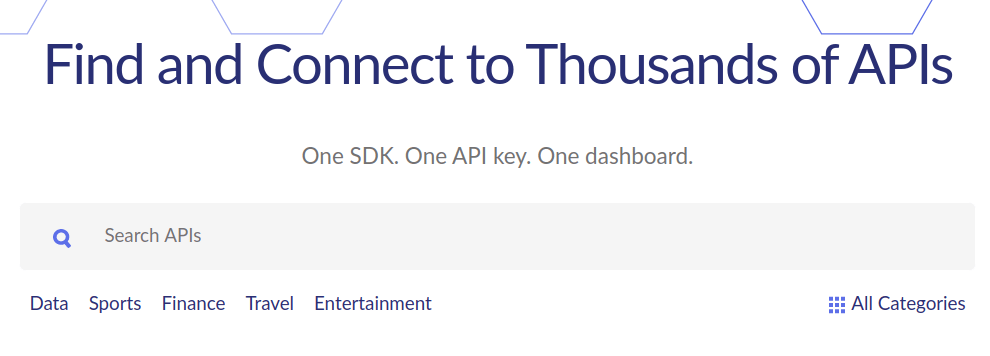 Find and Connect to Thousands of APIs
One SDK. One API key. One dashboard.
Search APIs
Data Sports Finance Travel Entertainment All Categories